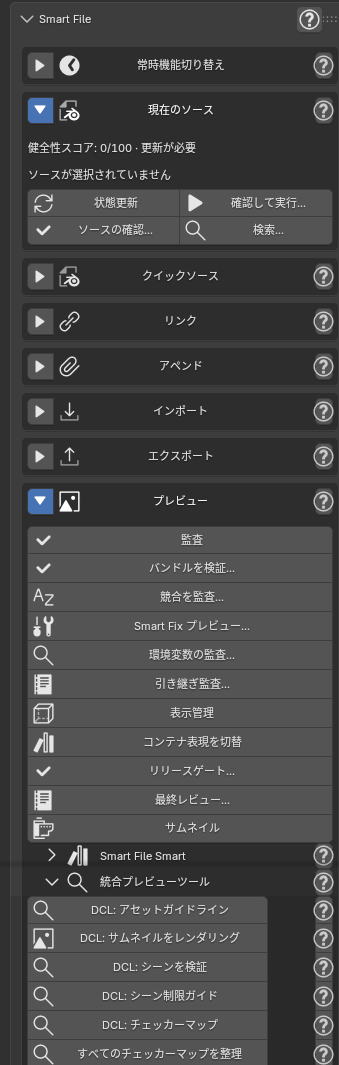 Smart File
常時機能切り替え
現在のソース
健全性スコア: 0/100 · 更新が必要
ソースが選択されていません
状態更新
確認して実行...
ソースの確認...
検索...
クイックソース
リンク
アペンド
インポート
エクスポート
プレビュー
監査
バンドルを検証...
競合を監査...
Smart Fix プレビュー...
環境変数の監査...
引き継ぎ監査...
表示管理
コンテナ表現を切替
リリースゲート...
最終レビュー...
サムネイル
Smart File Smart
統合プレビューツール
DCL: アセットガイドライン
DCL: サムネイルをレンダリング
DCL: シーンを検証
DCL: シーン制限ガイド
DCL: チェッカーマップ
すべてのチェッカーマップを整理